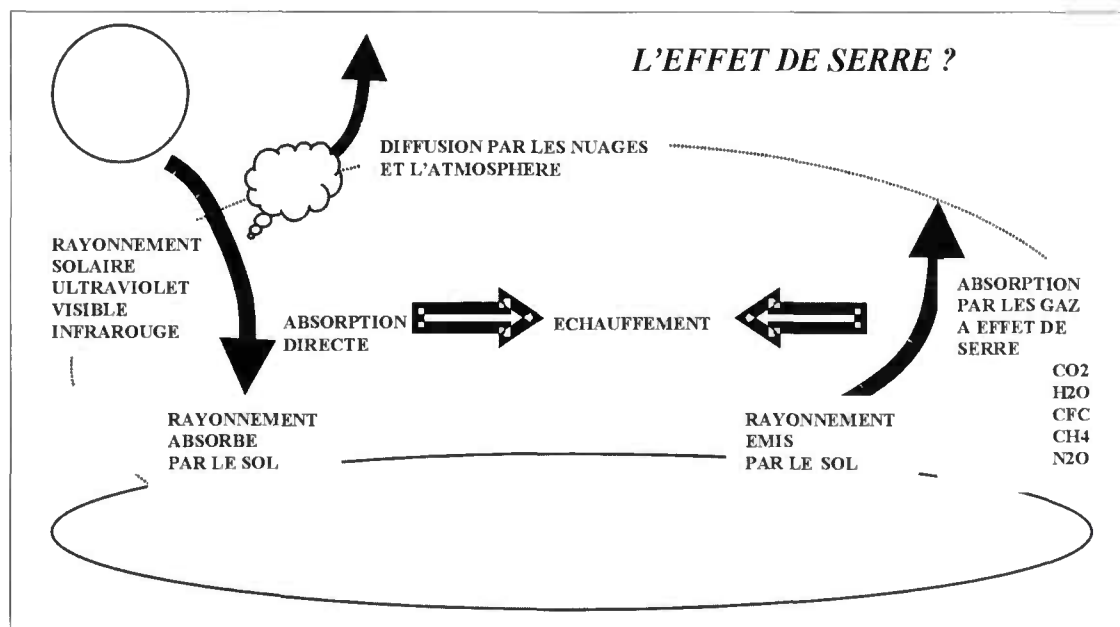 L'EFFET DE SERRE ?
DIFFUSION PAR LES NUAGES
ET L'ATMOSPHERE
RAYONNEMENT
SOLAIRE
ULTRAVIOLET
VISIBLE
INFRAROUGE
ABSORPTION
DIRECTE
ECHAUFFEMENT
ABSORPTION
PAR LES GAZ
A EFFET DE
SERRE
CO2
H2O
CFC
CH4
N2O
RAYONNEMENT
ABSORBE
PAR LE SOL
RAYONNEMENT
EMIS
PAR LE SOL